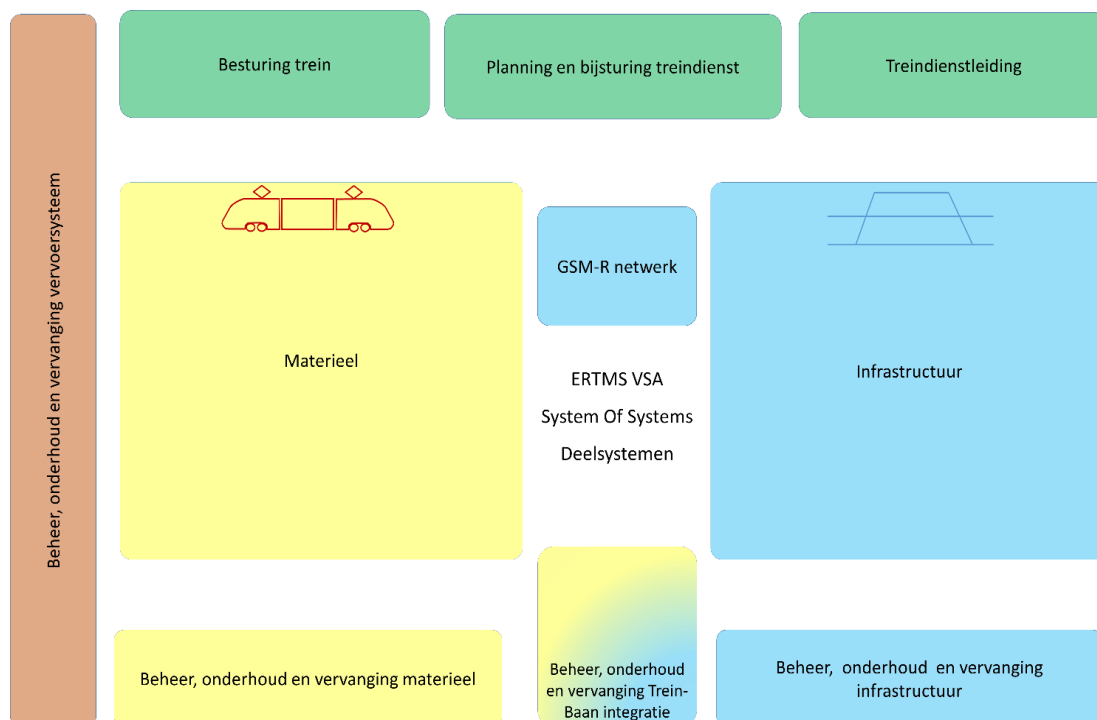 Beheer, onderhoud en vervanging vervoersysteem
Besturing trein
Planning en bijsturing treindienst
Treindienstleiding
Materieel
GSM-R netwerk
ERTMS VSA
System Of Systems
Deelsystemen
Infrastructuur
Beheer, onderhoud en vervanging materieel
Beheer, onderhoud
en vervanging Trein-
Baan integratie
Beheer, onderhoud en vervanging
infrastructuur